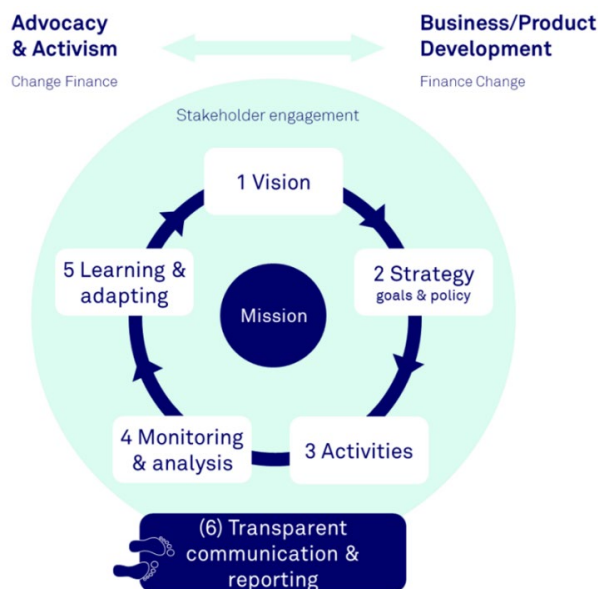 Advocacy
& Activism
Change Finance
Business/Product
Development
Finance Change
Stakeholder engagement
1 Vision
2 Strategy
goals & policy
3 Activities
4 Monitoring
& analysis
5 Learning &
adapting
Mission
(6) Transparent
communication &
reporting